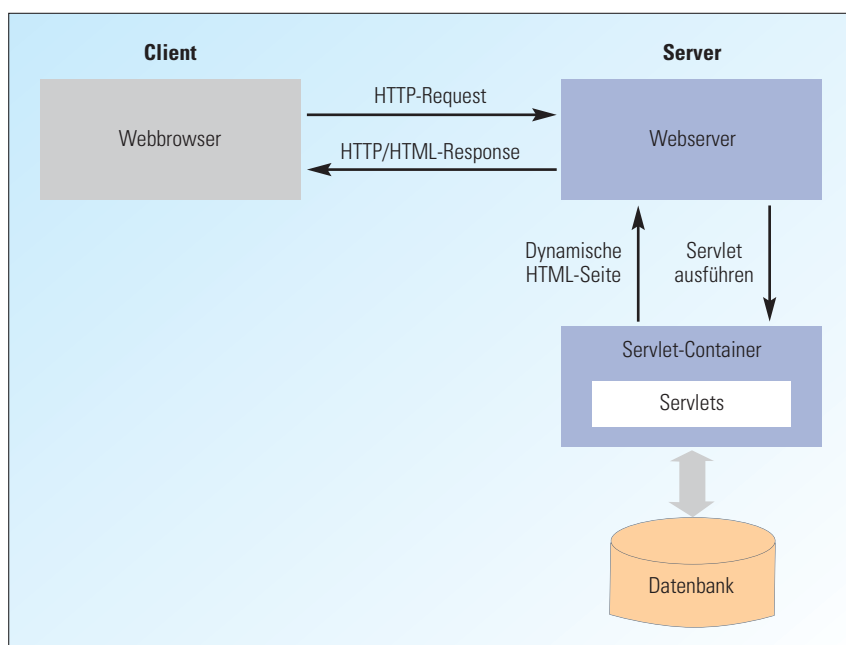 Client
Server
Webbrowser
HTTP-Request
HTTP/HTML-Response
Webserver
Dynamische
HTML-Seite
Servlet
ausführen
Servlet-Container
Servlets
Datenbank